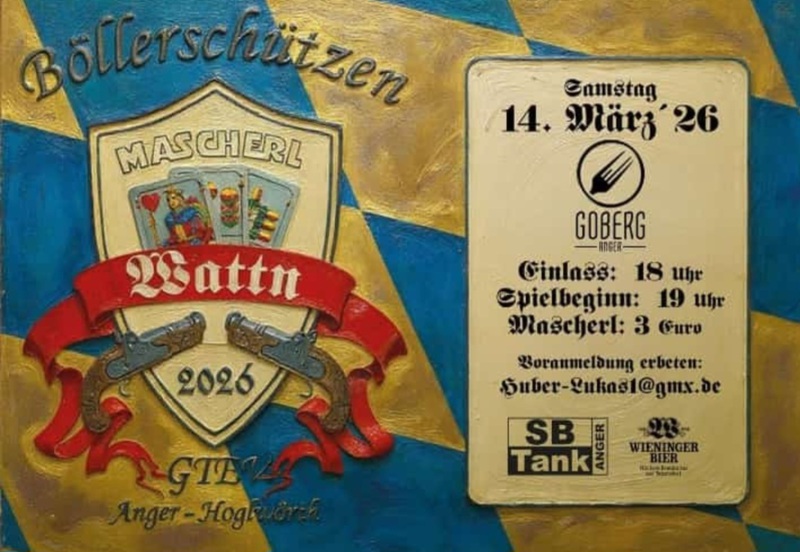 Böllerschützen
MASCHERL
Wattn
2026
GTEV
Anger - Höglwörth
Samstag
14. März´26
GOBERG
ANGER
Einlass: 18 Uhr
Spielbeginn: 19 Uhr
Mascherl: 3 Euro
Voranmeldung erbeten:
Huber-Lukas1@gmx.de
SB
Tank
ANGER
W
WIENINGER
BIER